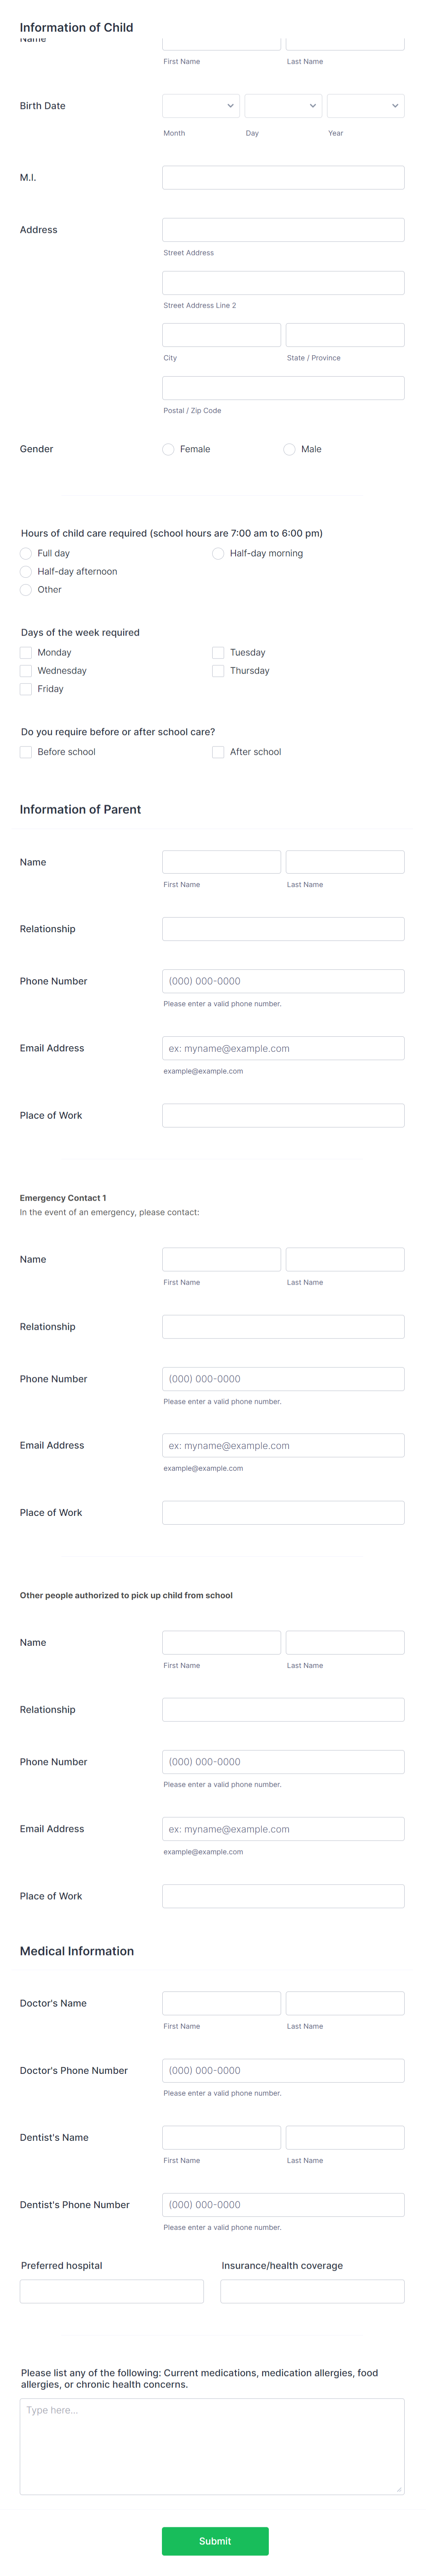 Information of Child
Name
First Name Last Name
Birth Date
Month Day Year
M.I.
Address
Street Address
Street Address Line 2
City State / Province
Postal / Zip Code
Gender Female Male
Hours of child care required (school hours are 7:00 am to 6:00 pm)
Full day Half-day morning
Half-day afternoon
Other
Days of the week required
Monday Tuesday
Wednesday Thursday
Friday
Do you require before or after school care?
Before school After school
Information of Parent
Name
First Name Last Name
Relationship
Phone Number (000) 000-0000
Please enter a valid phone number.
Email Address ex: myname@example.com
example@example.com
Place of Work
Emergency Contact 1
In the event of an emergency, please contact:
Name
First Name Last Name
Relationship
Phone Number (000) 000-0000
Please enter a valid phone number.
Email Address ex: myname@example.com
example@example.com
Place of Work
Other people authorized to pick up child from school
Name
First Name Last Name
Relationship
Phone Number (000) 000-0000
Please enter a valid phone number.
Email Address ex: myname@example.com
example@example.com
Place of Work
Medical Information
Doctor's Name
First Name Last Name
Doctor's Phone Number (000) 000-0000
Please enter a valid phone number.
Dentist's Name
First Name Last Name
Dentist's Phone Number (000) 000-0000
Please enter a valid phone number.
Preferred hospital Insurance/health coverage
Please list any of the following: Current medications, medication allergies, food
allergies, or chronic health concerns.
Type here...
Submit